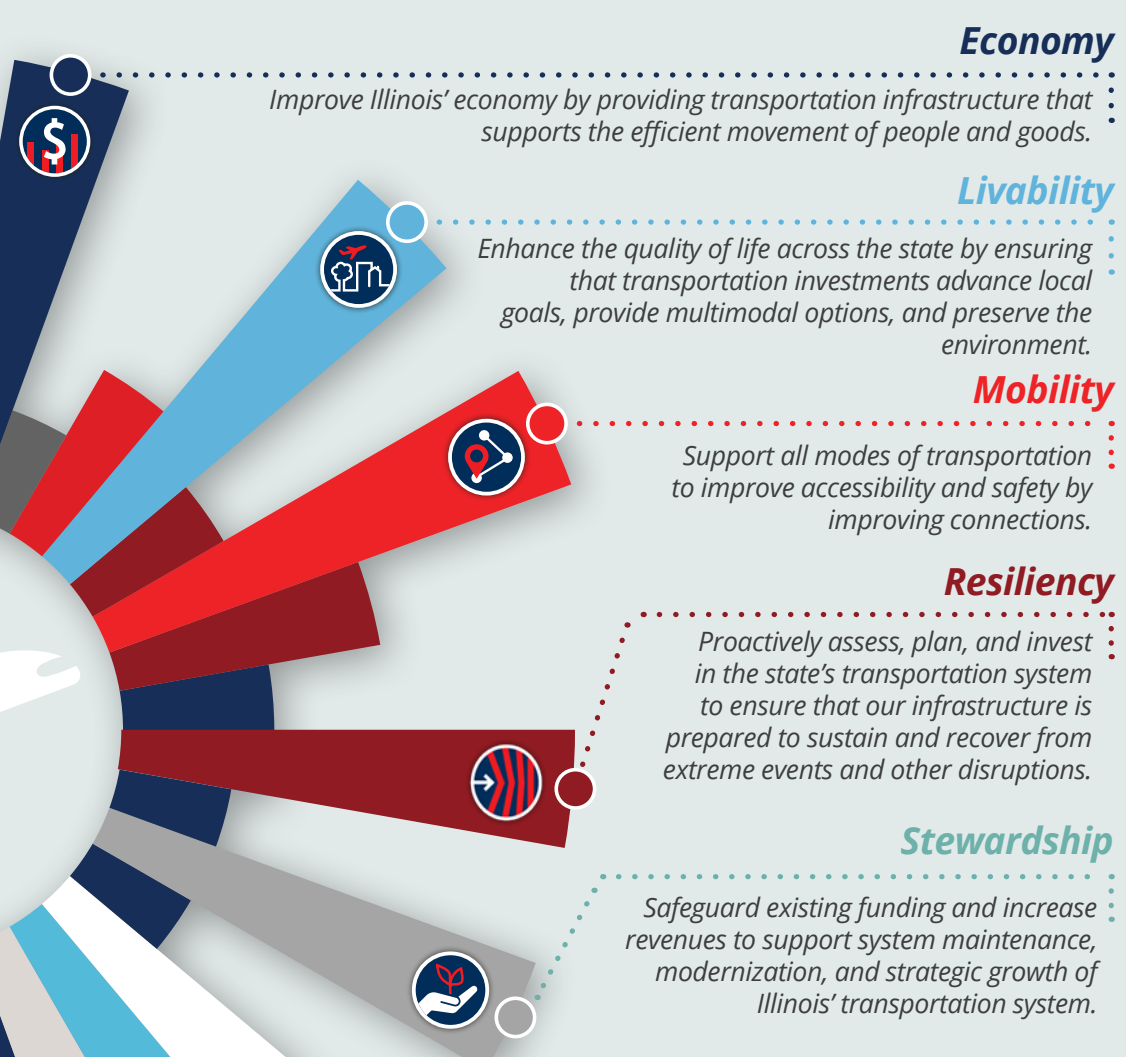 Economy
Improve Illinois’ economy by providing transportation infrastructure that
supports the efficient movement of people and goods.
$
Livability
Enhance the quality of life across the state by ensuring
that transportation investments advance local
goals, provide multimodal options, and preserve the
environment.
Mobility
Support all modes of transportation
to improve accessibility and safety by
improving connections.
Resiliency
Proactively assess, plan, and invest
in the state’s transportation system
to ensure that our infrastructure is
prepared to sustain and recover from
extreme events and other disruptions.
Stewardship
Safeguard existing funding and increase
revenues to support system maintenance,
modernization, and strategic growth of
Illinois’ transportation system.